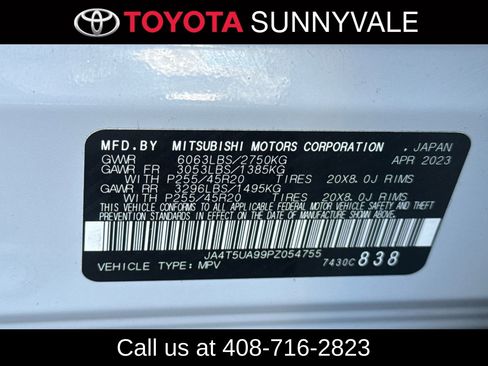 TOYOTA SUNNYVALE
MFD.BY MITSUBISHI MOTORS CORPORATION, JAPAN
GVWR 6063LBS/2750KG APR 2023
GAWR FR 3053LBS/1385KG
WITH P255/45R20 TIRES 20X8.0J RIMS
GAWR RR 3296LBS/1495KG
WITH P255/45R20 TIRES 20X8.0J RIMS
THIS VEHICLE CONFORMS TO ALL APPLICABLE FEDERAL
MOTOR VEHICLE SAFETY AND THEFT
PREVENTION STANDARDS IN EFFECT ON THE DATE OF MANUFACTURE SHOWN ABOVE.
JA4T5UA99PZ054755
VEHICLE TYPE: MPV 7430C 838
Call us at 408-716-2823